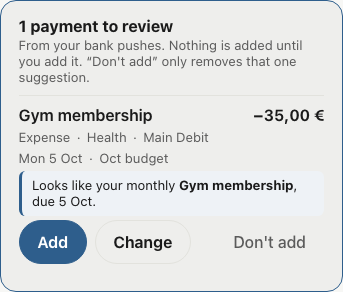 1 payment to review
From your bank pushes. Nothing is added until
you add it. “Don't add” only removes that one
suggestion.
Gym membership −35,00 €
Expense · Health · Main Debit
Mon 5 Oct · Oct budget
Looks like your monthly Gym membership,
due 5 Oct.
Add Change Don't add